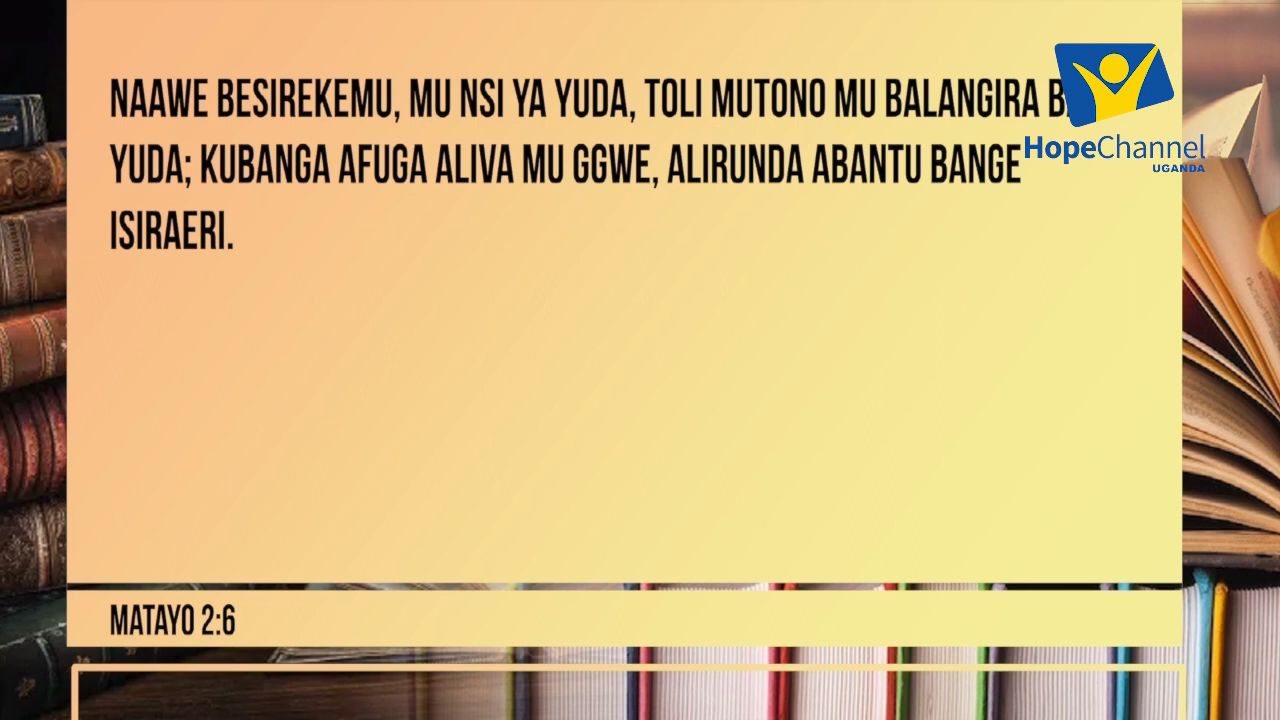 NAAWE BESIREKEMU, MU NSI YA YUDA, TOLI MUTONO MU BALANGIRA
YUDA; KUBANGA AFUGA ALIVA MU GGWE, ALIRUNDA ABANTU BANGE
ISIRAERI.
HopeChannel
UGANDA
MATAYO 2:6